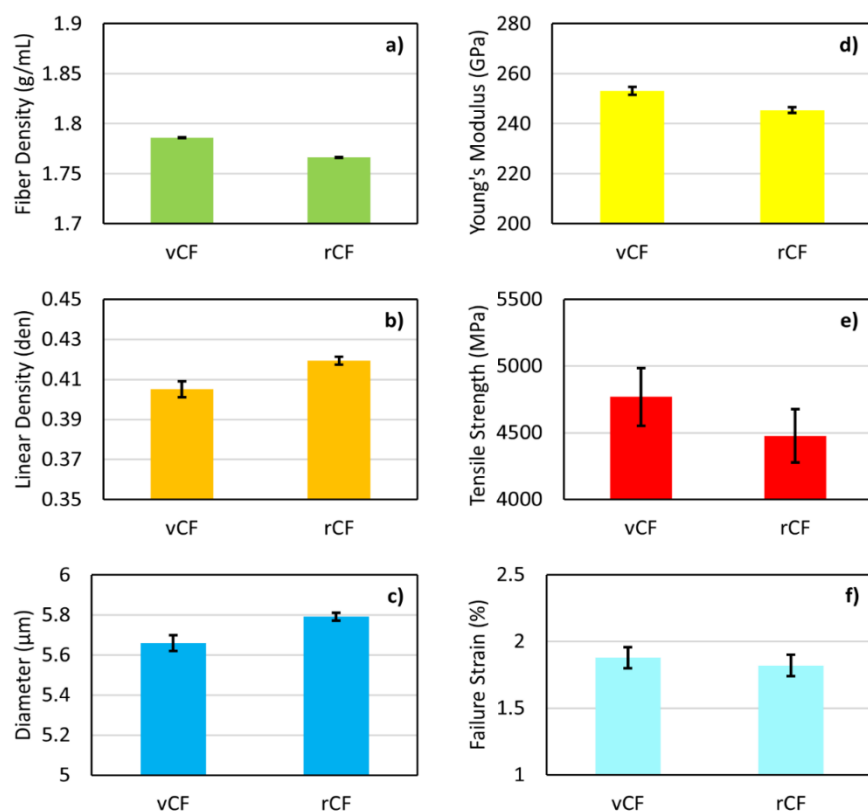 a)
Fiber Density (g/mL)
1.9
1.85
1.8
1.75
1.7
vCF
rCF
d)
Young's Modulus (GPa)
280
260
240
220
200
vCF
rCF
b)
Linear Density (den)
0.45
0.43
0.41
0.39
0.37
0.35
vCF
rCF
e)
Tensile Strength (MPa)
5500
5000
4500
4000
vCF
rCF
c)
Diameter (μm)
6
5.8
5.6
5.4
5.2
5
vCF
rCF
f)
Failure Strain (%)
2.5
2
1.5
1
vCF
rCF